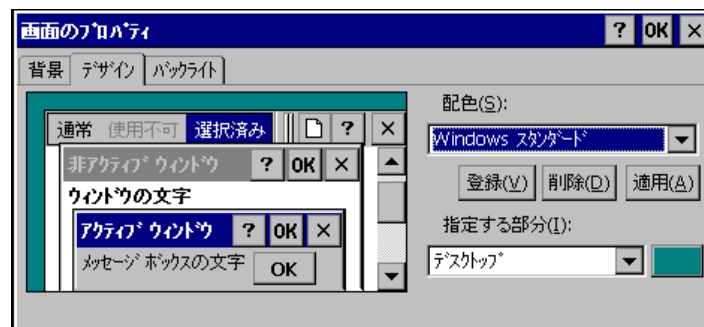 画面のﾌﾟﾛﾊﾟﾃｨ ? OK ×
背景 ﾃﾞｻﾞｲﾝ ﾊﾞｯｸﾗｲﾄ
配色(S):
通常 使用不可 選択済み ? ×
Windows ｽﾀﾝﾀﾞｰﾄﾞ
非ｱｸﾃｨﾌﾞ ｳｨﾝﾄﾞｳ ? OK ×
登録(V) 削除(D) 適用(A)
ｳｨﾝﾄﾞｳの文字
指定する部分(I):
ｱｸﾃｨﾌﾞ ｳｨﾝﾄﾞｳ ? OK ×
ﾒｯｾｰｼﾞ ﾎﾞｯｸｽの文字 OK
ﾃﾞｽｸﾄｯﾌﾟ